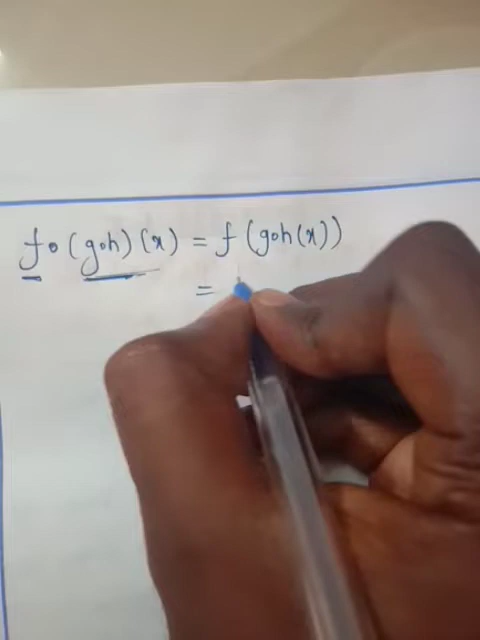 fo(goh)(x) = f(goh(x))
=